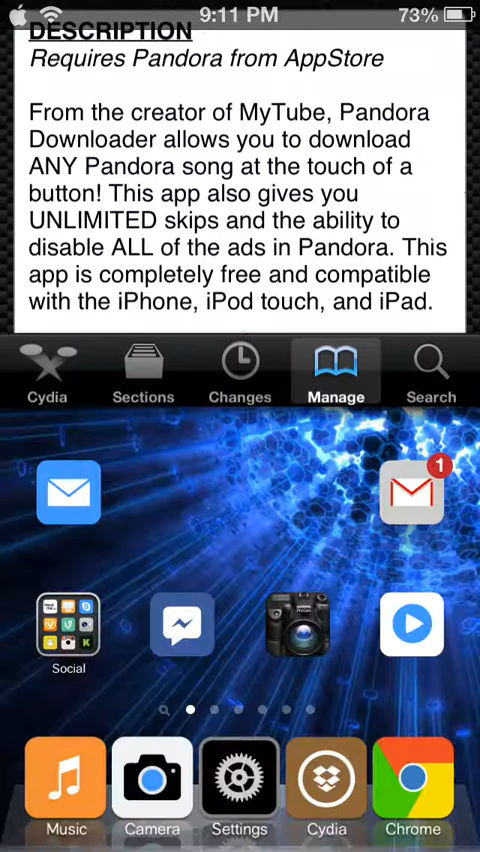 9:11 PM 73%
DESCRIPTION
Requires Pandora from AppStore
From the creator of MyTube, Pandora
Downloader allows you to download
ANY Pandora song at the touch of a
button! This app also gives you
UNLIMITED skips and the ability to
disable ALL of the ads in Pandora. This
app is completely free and compatible
with the iPhone, iPod touch, and iPad.
Cydia Sections Changes Manage Search
1
Social
Music Camera Settings Cydia Chrome